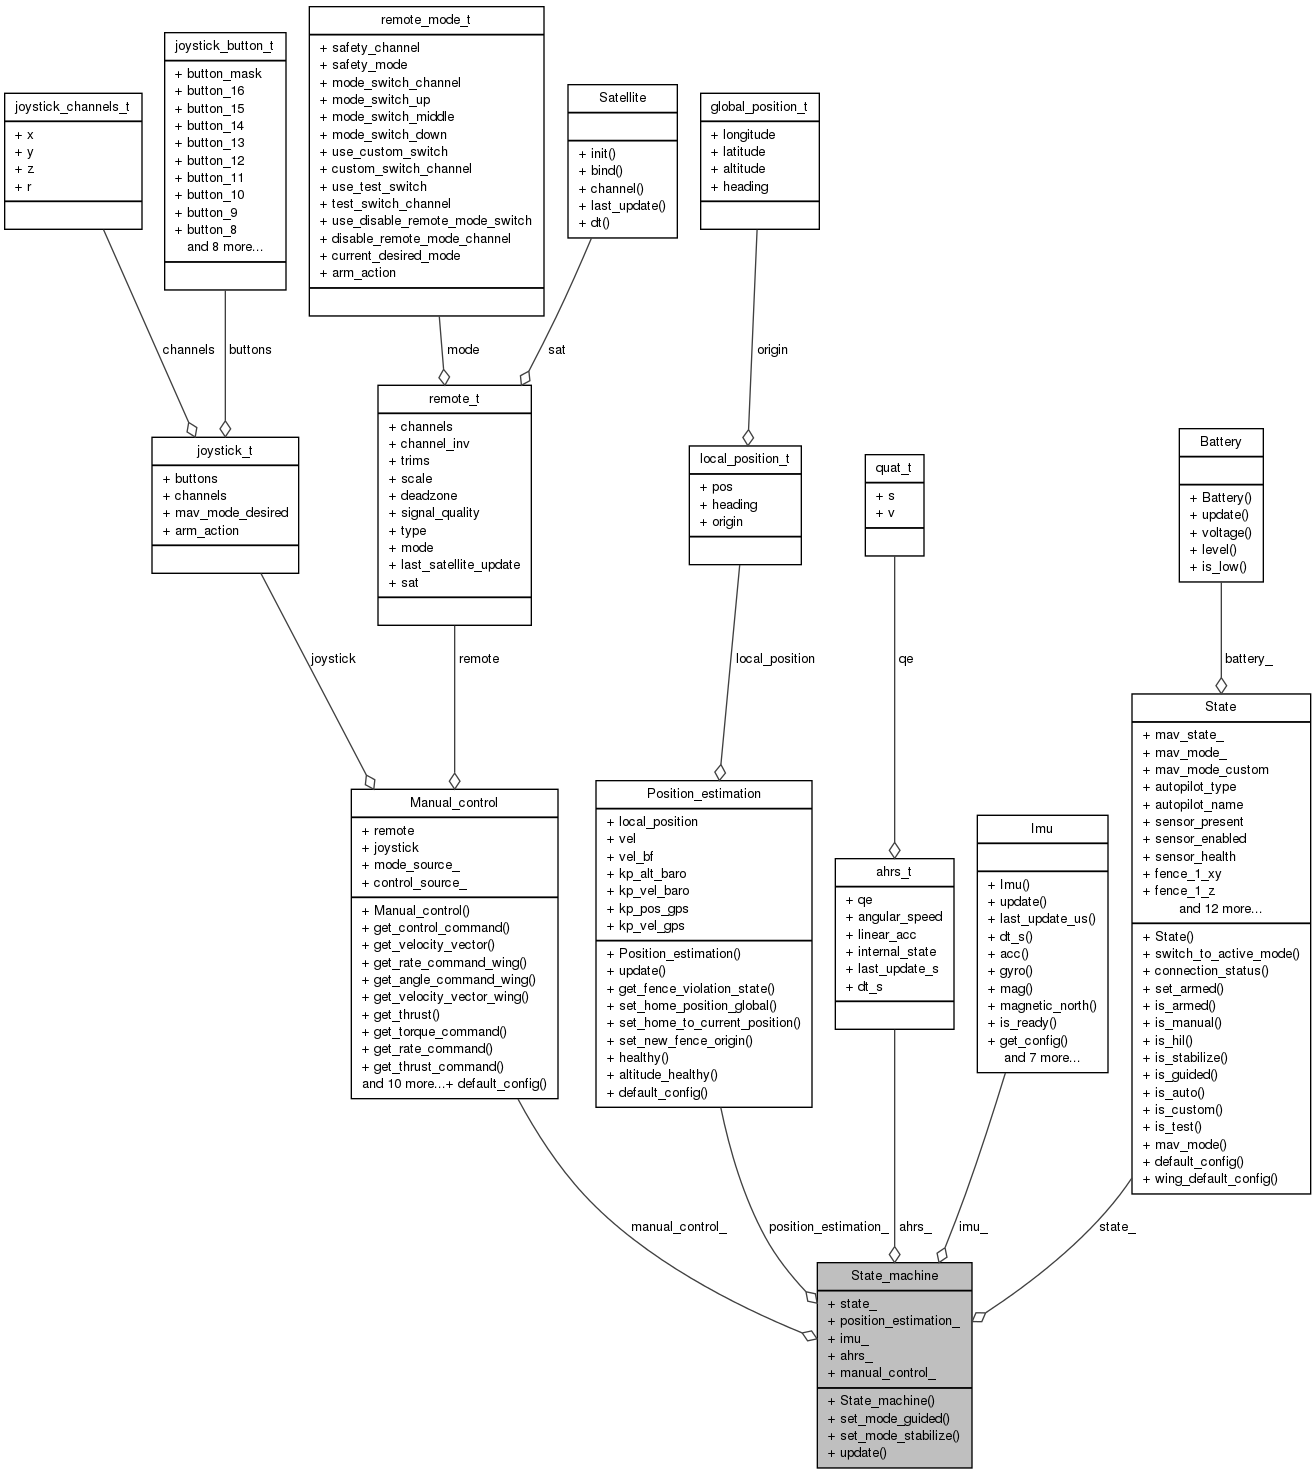 remote_mode_t
+ safety_channel
+ safety_mode
+ mode_switch_channel
+ mode_switch_up
+ mode_switch_middle
+ mode_switch_down
+ use_custom_switch
+ custom_switch_channel
+ use_test_switch
+ test_switch_channel
+ use_disable_remote_mode_switch
+ disable_remote_mode_channel
+ current_desired_mode
+ arm_action
joystick_button_t
+ button_mask
+ button_16
+ button_15
+ button_14
+ button_13
+ button_12
+ button_11
+ button_10
+ button_9
+ button_8
and 8 more...
joystick_channels_t
+ x
+ y
+ z
+ r
Satellite
+ init()
+ bind()
+ channel()
+ last_update()
+ dt()
global_position_t
+ longitude
+ latitude
+ altitude
+ heading
channels
buttons
mode
sat
origin
joystick_t
+ buttons
+ channels
+ mav_mode_desired
+ arm_action
remote_t
+ channels
+ channel_inv
+ trims
+ scale
+ deadzone
+ signal_quality
+ type
+ mode
+ last_satellite_update
+ sat
local_position_t
+ pos
+ heading
+ origin
quat_t
+ s
+ v
Battery
+ Battery()
+ update()
+ voltage()
+ level()
+ is_low()
joystick
remote
local_position
qe
battery_
Manual_control
+ remote
+ joystick
+ mode_source_
+ control_source_
+ Manual_control()
+ get_control_command()
+ get_velocity_vector()
+ get_rate_command_wing()
+ get_angle_command_wing()
+ get_velocity_vector_wing()
+ get_thrust()
+ get_torque_command()
+ get_rate_command()
+ get_thrust_command()
and 10 more...+ default_config()
Position_estimation
+ local_position
+ vel
+ vel_bf
+ kp_alt_baro
+ kp_vel_baro
+ kp_pos_gps
+ kp_vel_gps
+ Position_estimation()
+ update()
+ get_fence_violation_state()
+ set_home_position_global()
+ set_home_to_current_position()
+ set_new_fence_origin()
+ healthy()
+ altitude_healthy()
+ default_config()
ahrs_t
+ qe
+ angular_speed
+ linear_acc
+ internal_state
+ last_update_s
+ dt_s
Imu
+ Imu()
+ update()
+ last_update_us()
+ dt_s()
+ acc()
+ gyro()
+ mag()
+ magnetic_north()
+ is_ready()
+ get_config()
and 7 more...
State
+ mav_state_
+ mav_mode_
+ mav_mode_custom
+ autopilot_type
+ autopilot_name
+ sensor_present
+ sensor_enabled
+ sensor_health
+ fence_1_xy
+ fence_1_z
and 12 more...
+ State()
+ switch_to_active_mode()
+ connection_status()
+ set_armed()
+ is_armed()
+ is_manual()
+ is_hil()
+ is_stabilize()
+ is_guided()
+ is_auto()
+ is_custom()
+ is_test()
+ mav_mode()
+ default_config()
+ wing_default_config()
manual_control_
position_estimation_
ahrs_
imu_
state_
State_machine
+ state_
+ position_estimation_
+ imu_
+ ahrs_
+ manual_control_
+ State_machine()
+ set_mode_guided()
+ set_mode_stabilize()
+ update()